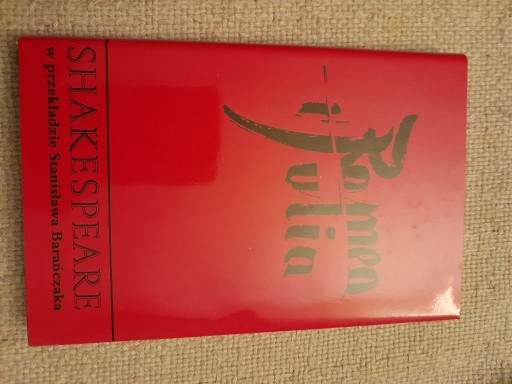 Romeo
i Julia
SHAKESPEARE
w przekładzie Stanisława Barańczaka